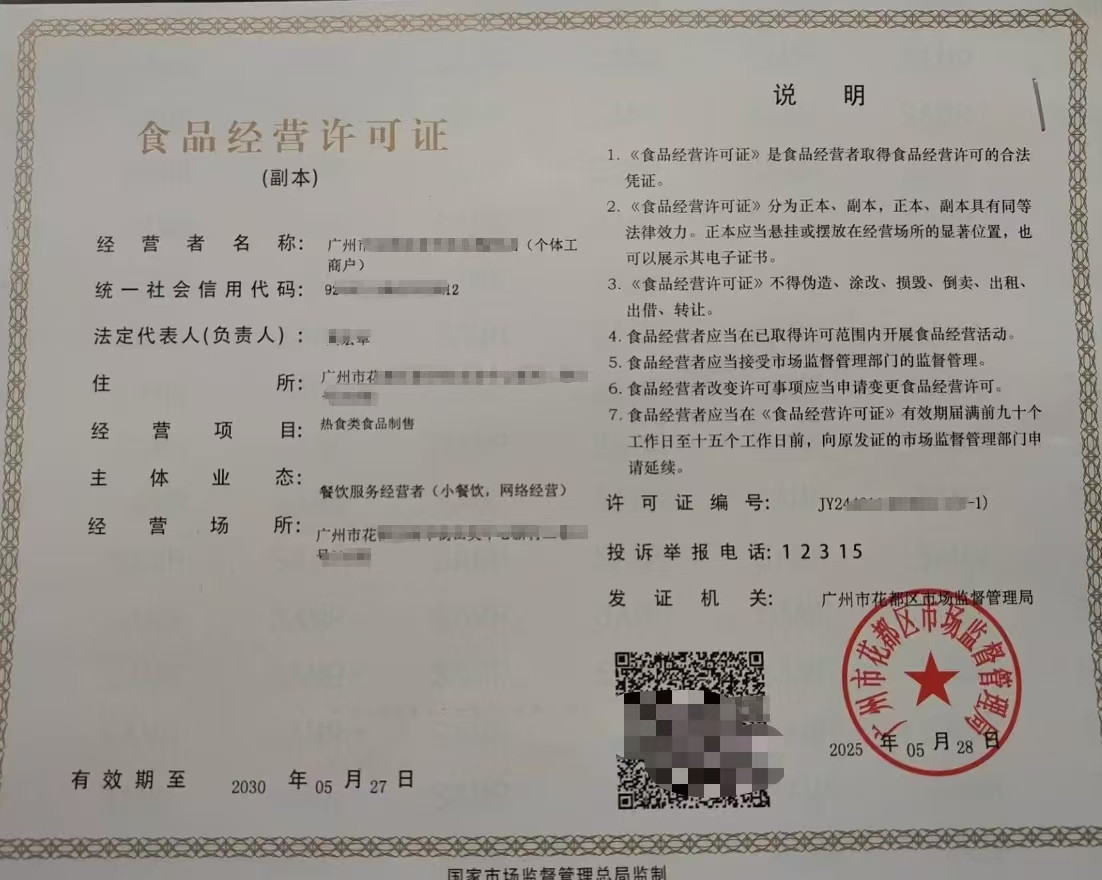 食品经营许可证
(副本)
经营者名称：广州市（个体工
商户）
统一社会信用代码：92 12
法定代表人(负责人)：
住所：广州市花
经营项目：热食类食品制售
主体业态：餐饮服务经营者（小餐饮，网络经营）
经营场所：广州市花
号
有效期至 2030 年 05 月 27 日
说明
1.《食品经营许可证》是食品经营者取得食品经营许可的合法
凭证。
2.《食品经营许可证》分为正本、副本，正本、副本具有同等
法律效力。正本应当悬挂或摆放在经营场所的显著位置，也
可以展示其电子证书。
3.《食品经营许可证》不得伪造、涂改、损毁、倒卖、出租、
出借、转让。
4.食品经营者应当在已取得许可范围内开展食品经营活动。
5.食品经营者应当接受市场监督管理部门的监督管理。
6.食品经营者改变许可事项应当申请变更食品经营许可。
7.食品经营者应当在《食品经营许可证》有效期届满前九十个
工作日至十五个工作日前，向原发证的市场监督管理部门申
请延续。
许可证编号：JY24 -1)
投诉举报电话:12315
发证机关：广州市花都区市场监督管理局
广州市花都区市场监督管理局
2025 年 05 月 28 日
国家市场监督管理总局监制